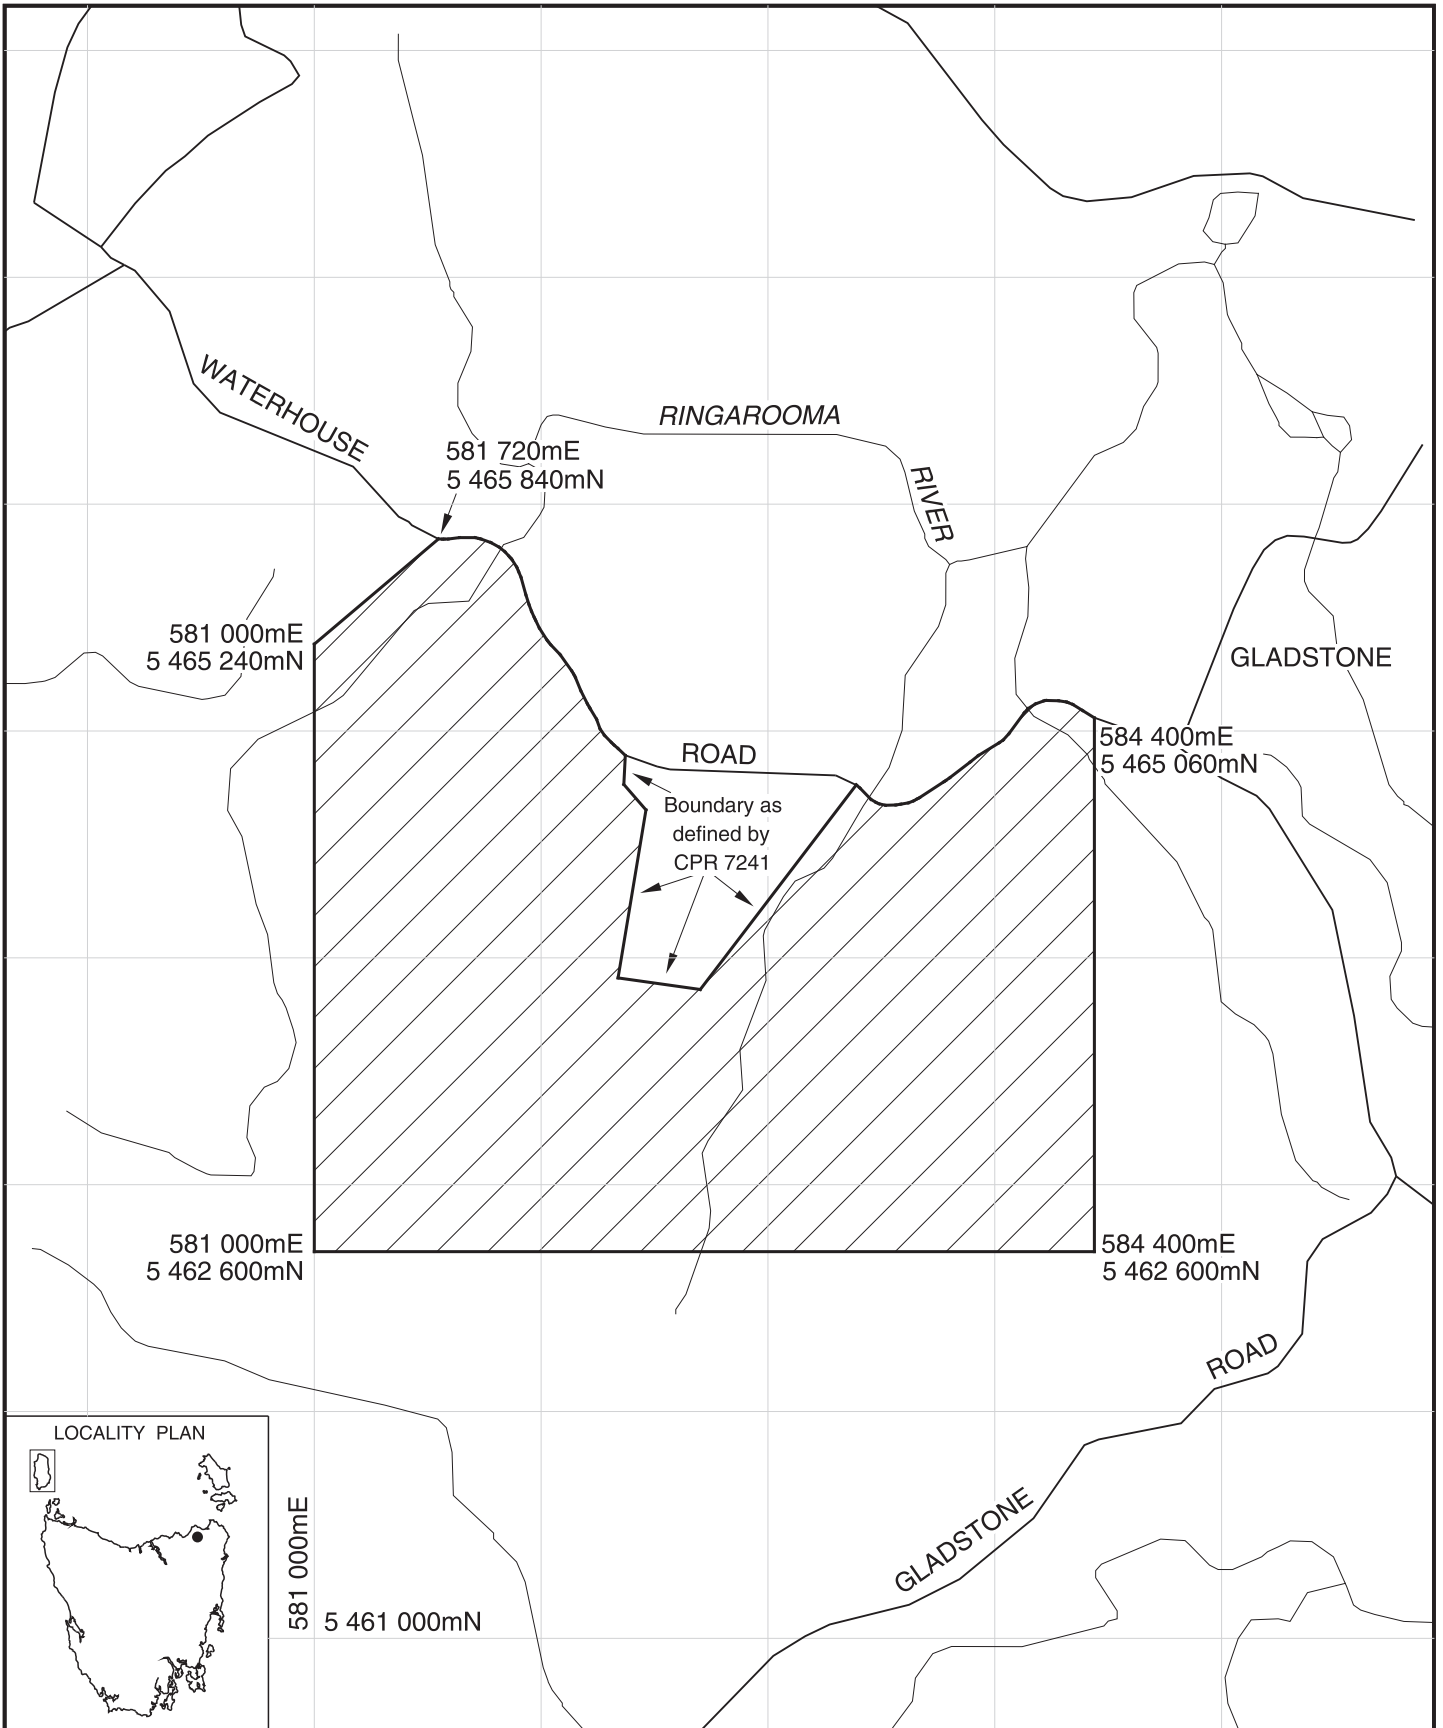 WATERHOUSE
RINGAROOMA
581 720mE
5 465 840mN
RIVER
581 000mE
5 465 240mN
GLADSTONE
ROAD
584 400mE
5 465 060mN
Boundary as
defined by
CPR 7241
581 000mE
5 462 600mN
584 400mE
5 462 600mN
ROAD
GLADSTONE
LOCALITY PLAN
581 000mE
5 461 000mN